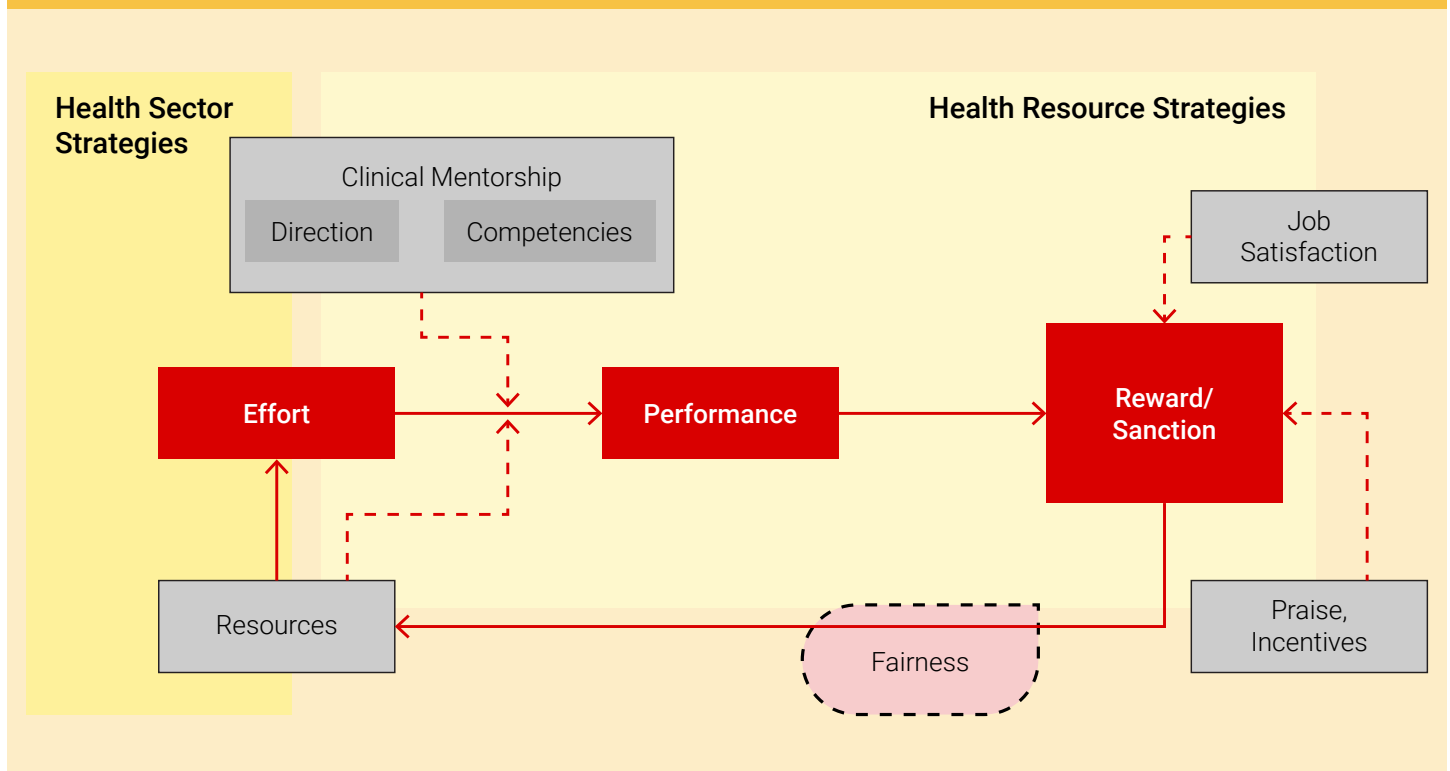 Health Sector
Strategies
Health Resource Strategies
Clinical Mentorship
Direction
Competencies
Job
Satisfaction
Effort
Performance
Reward/
Sanction
Resources
Fairness
Praise,
Incentives